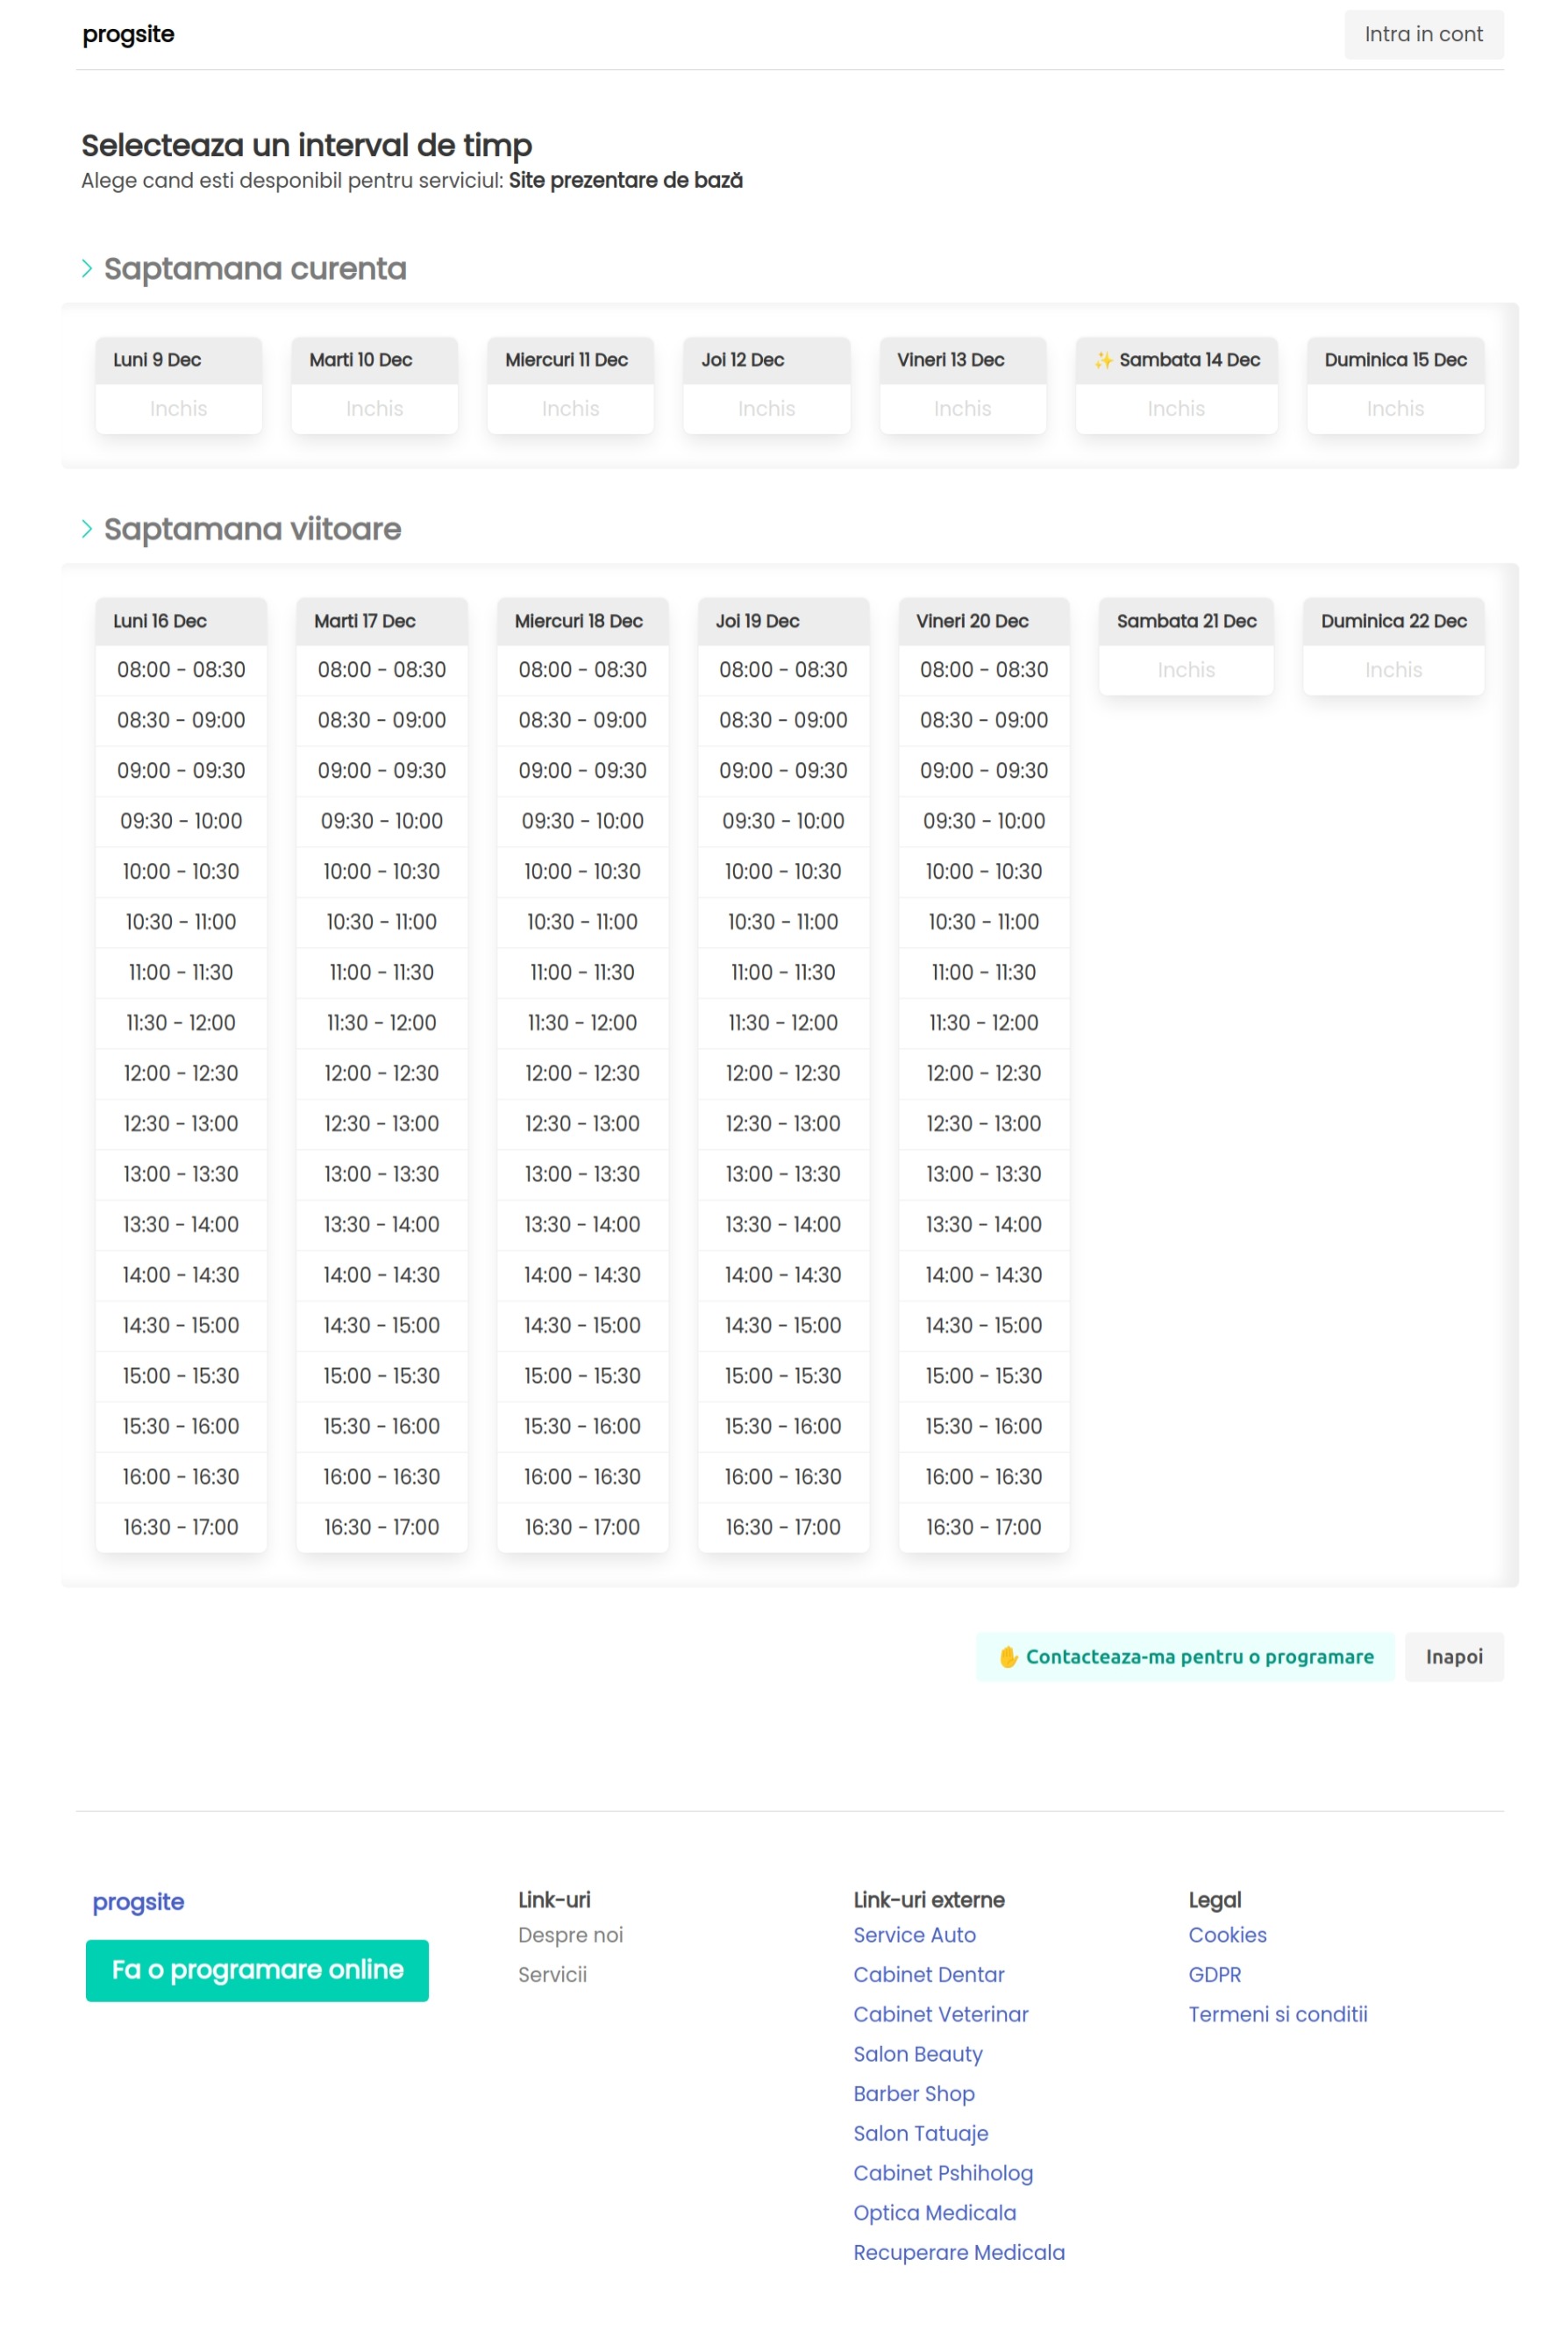 progsite
Intra in cont
Selecteaza un interval de timp
Alege cand esti desponibil pentru serviciul: Site prezentare de bază
Saptamana curenta
Luni 9 Dec Marti 10 Dec Miercuri 11 Dec Joi 12 Dec Vineri 13 Dec ✨ Sambata 14 Dec Duminica 15 Dec
Inchis Inchis Inchis Inchis Inchis Inchis Inchis
Saptamana viitoare
Luni 16 Dec Marti 17 Dec Miercuri 18 Dec Joi 19 Dec Vineri 20 Dec Sambata 21 Dec Duminica 22 Dec
08:00 - 08:30 08:00 - 08:30 08:00 - 08:30 08:00 - 08:30 08:00 - 08:30 Inchis Inchis
08:30 - 09:00 08:30 - 09:00 08:30 - 09:00 08:30 - 09:00 08:30 - 09:00
09:00 - 09:30 09:00 - 09:30 09:00 - 09:30 09:00 - 09:30 09:00 - 09:30
09:30 - 10:00 09:30 - 10:00 09:30 - 10:00 09:30 - 10:00 09:30 - 10:00
10:00 - 10:30 10:00 - 10:30 10:00 - 10:30 10:00 - 10:30 10:00 - 10:30
10:30 - 11:00 10:30 - 11:00 10:30 - 11:00 10:30 - 11:00 10:30 - 11:00
11:00 - 11:30 11:00 - 11:30 11:00 - 11:30 11:00 - 11:30 11:00 - 11:30
11:30 - 12:00 11:30 - 12:00 11:30 - 12:00 11:30 - 12:00 11:30 - 12:00
12:00 - 12:30 12:00 - 12:30 12:00 - 12:30 12:00 - 12:30 12:00 - 12:30
12:30 - 13:00 12:30 - 13:00 12:30 - 13:00 12:30 - 13:00 12:30 - 13:00
13:00 - 13:30 13:00 - 13:30 13:00 - 13:30 13:00 - 13:30 13:00 - 13:30
13:30 - 14:00 13:30 - 14:00 13:30 - 14:00 13:30 - 14:00 13:30 - 14:00
14:00 - 14:30 14:00 - 14:30 14:00 - 14:30 14:00 - 14:30 14:00 - 14:30
14:30 - 15:00 14:30 - 15:00 14:30 - 15:00 14:30 - 15:00 14:30 - 15:00
15:00 - 15:30 15:00 - 15:30 15:00 - 15:30 15:00 - 15:30 15:00 - 15:30
15:30 - 16:00 15:30 - 16:00 15:30 - 16:00 15:30 - 16:00 15:30 - 16:00
16:00 - 16:30 16:00 - 16:30 16:00 - 16:30 16:00 - 16:30 16:00 - 16:30
16:30 - 17:00 16:30 - 17:00 16:30 - 17:00 16:30 - 17:00 16:30 - 17:00
✋ Contacteaza-ma pentru o programare
Inapoi
progsite
Fa o programare online
Link-uri
Despre noi
Servicii
Link-uri externe
Service Auto
Cabinet Dentar
Cabinet Veterinar
Salon Beauty
Barber Shop
Salon Tatuaje
Cabinet Pshiholog
Optica Medicala
Recuperare Medicala
Legal
Cookies
GDPR
Termeni si conditii